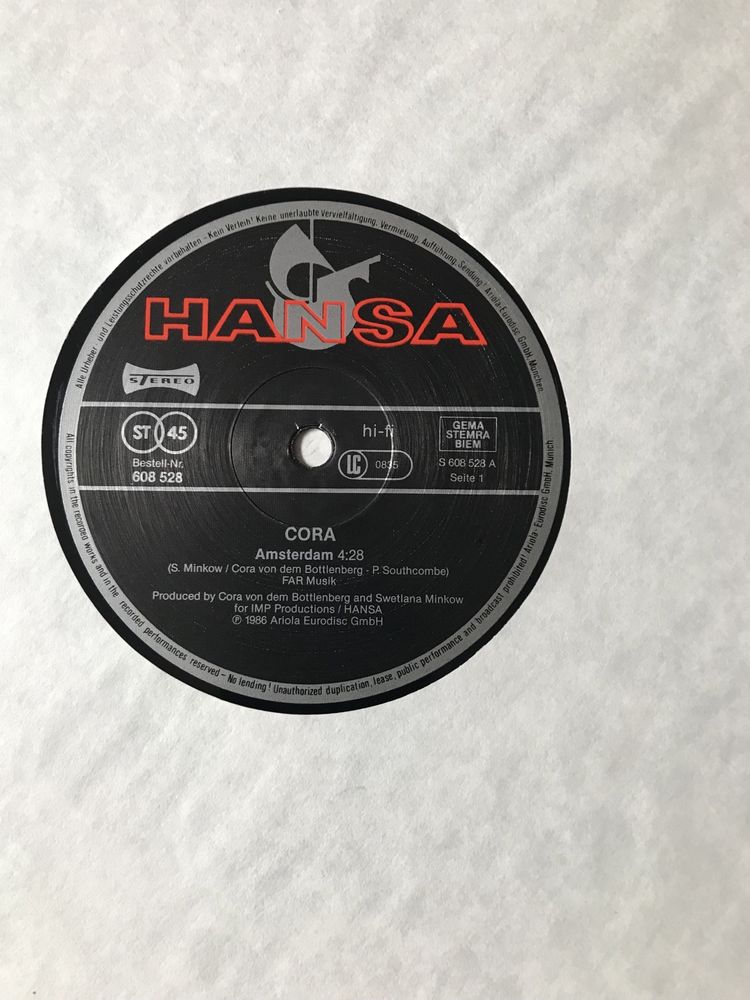 Alle Urheber und Leistungsschutzrechte vorbehalten – Kein Verleih! Keine unerlaubte Vervielfältigung, Vermietung, Aufführung, Sendung! Ariola-Eurodisc GmbH, München.
HANSA
STEREO
ST 45
hi-fi
GEMA
STEMRA
BIEM
Bestell-Nr.
608 528
LC 0835
S 608 528 A
Seite 1
CORA
Amsterdam 4:28
(S. Minkow / Cora von dem Bottlenberg - P. Southcombe)
FAR Musik
Produced by Cora von dem Bottlenberg and Swetlana Minkow
for IMP Productions / HANSA
℗ 1986 Ariola Eurodisc GmbH
All copyrights in the recorded works and in the recorded performances reserved – No lending! Unauthorized duplication, lease, public performance and broadcast prohibited! Ariola-Eurodisc GmbH, Munich